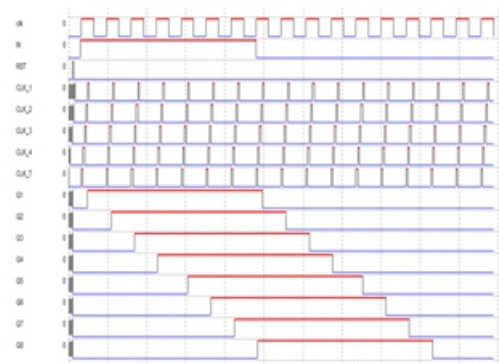 clk 0
IN 0
RST 0
CLK_1 0
CLK_2 0
CLK_3 0
CLK_4 0
CLK_T 0
Q1 0
Q2 0
Q3 0
Q4 0
Q5 0
Q6 0
Q7 0
Q8 0